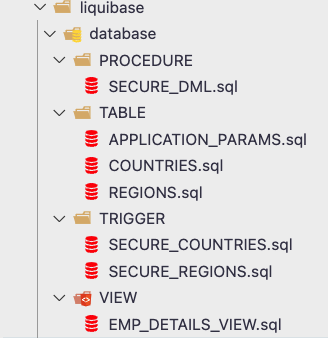 liquibase
database
PROCEDURE
SECURE_DML.sql
TABLE
APPLICATION_PARAMS.sql
COUNTRIES.sql
REGIONS.sql
TRIGGER
SECURE_COUNTRIES.sql
SECURE_REGIONS.sql
VIEW
EMP_DETAILS_VIEW.sql